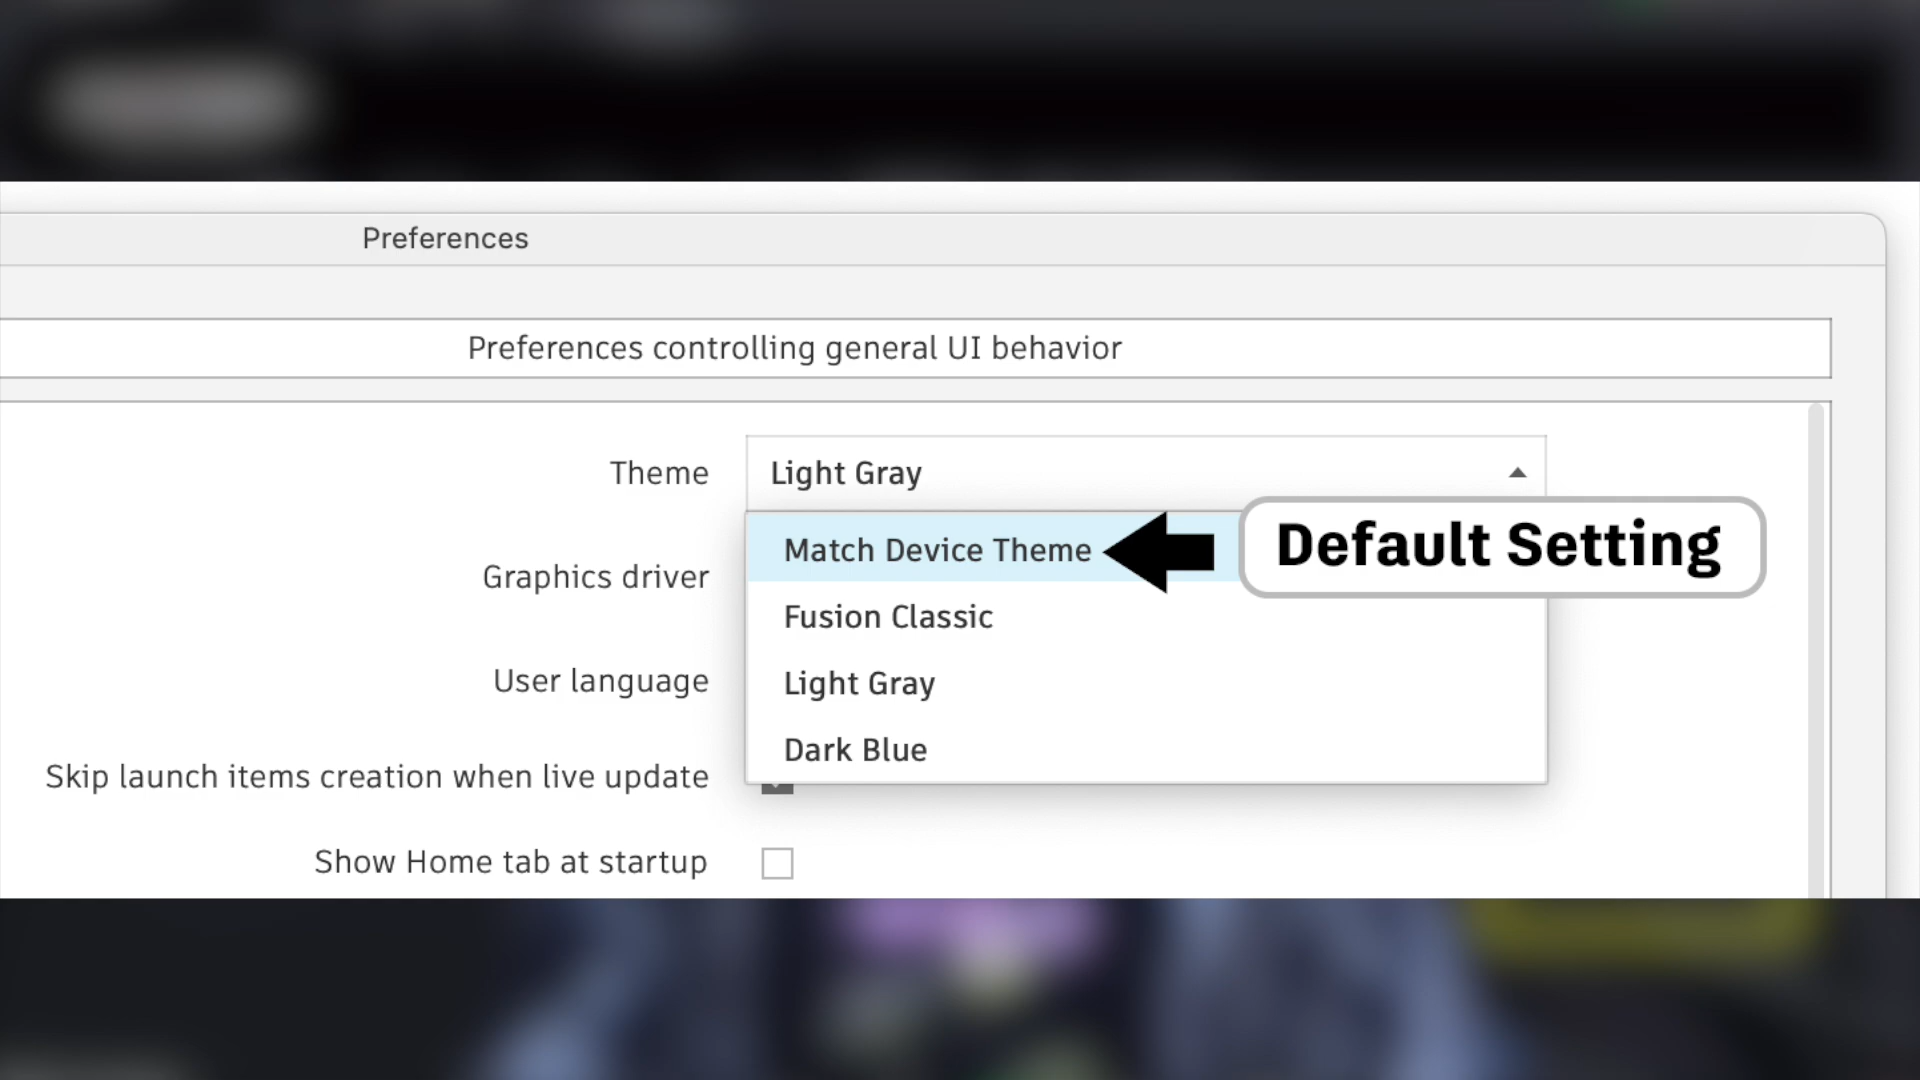 Preferences
Preferences controlling general UI behavior
Theme
Light Gray
Match Device Theme
Default Setting
Graphics driver
Fusion Classic
User language
Light Gray
Dark Blue
Skip launch items creation when live update
Show Home tab at startup